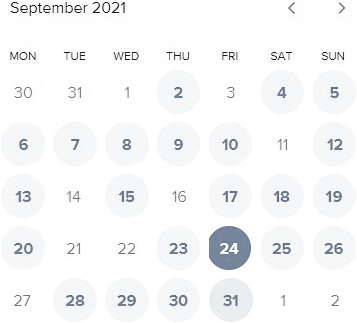 September 2021
MON TUE WED THU FRI SAT SUN
30 31 1 2 3 4 5
6 7 8 9 10 11 12
13 14 15 16 17 18 19
20 21 22 23 24 25 26
27 28 29 30 31 1 2